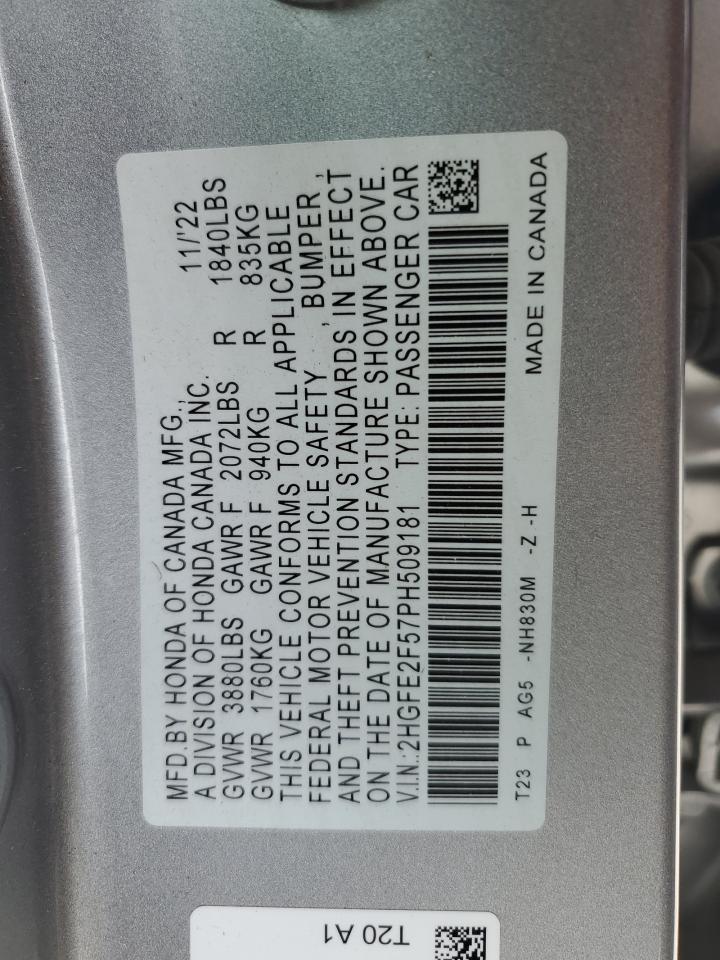 MFD.BY HONDA OF CANADA MFG., 11/'22
A DIVISION OF HONDA CANADA INC.
GVWR 3880LBS GAWR F 2072LBS R 1840LBS
GVWR 1760KG GAWR F 940KG R 835KG
THIS VEHICLE CONFORMS TO ALL APPLICABLE
FEDERAL MOTOR VEHICLE SAFETY , BUMPER ,
AND THEFT PREVENTION STANDARDS IN EFFECT
ON THE DATE OF MANUFACTURE SHOWN ABOVE.
V.I.N.:2HGFE2F57PH509181 TYPE: PASSENGER CAR
T23 P AG5 -NH830M -Z -H MADE IN CANADA
T20 A1